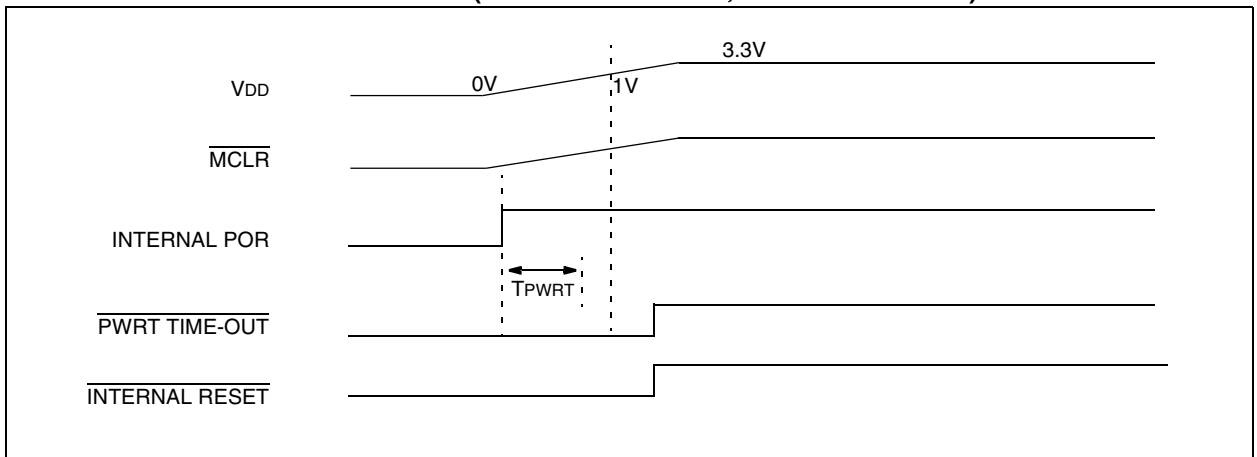 3.3V
VDD
0V
1V
MCLR
INTERNAL POR
TPWRT
PWRT TIME-OUT
INTERNAL RESET